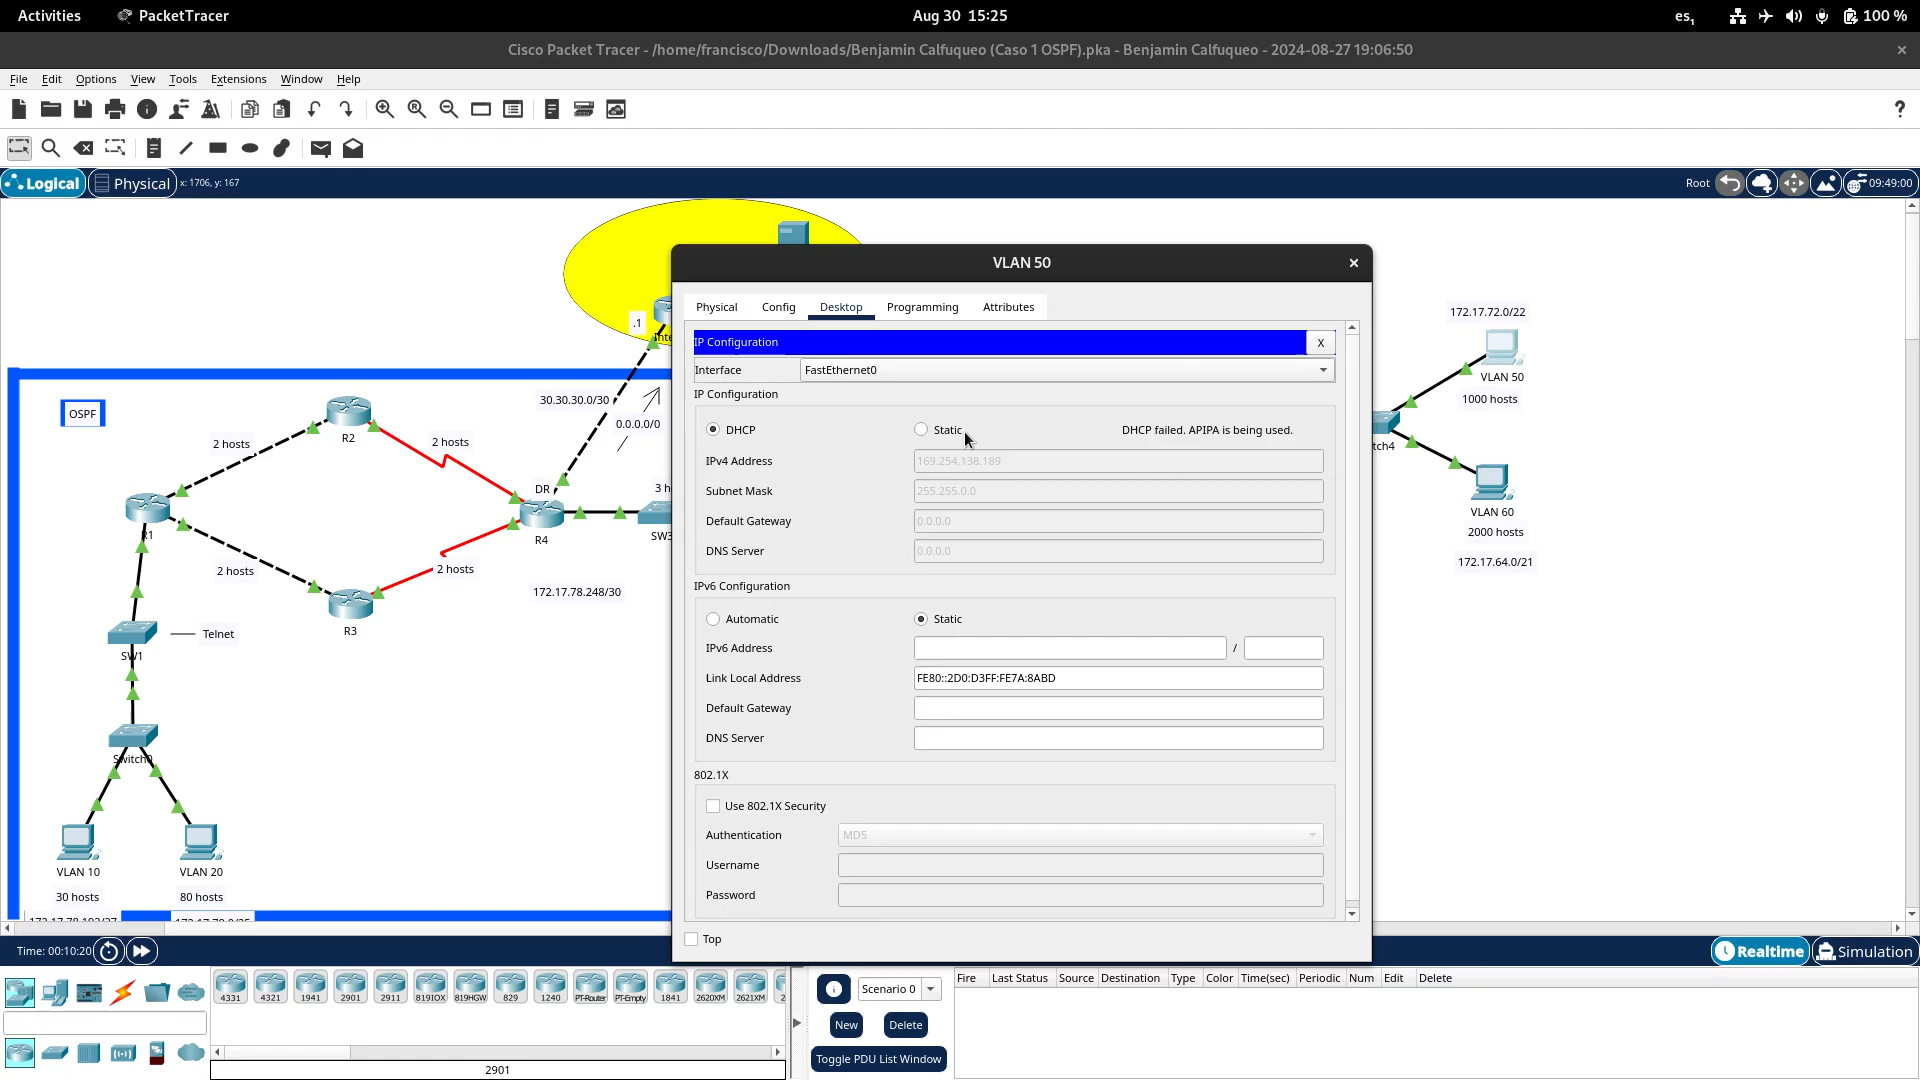 Activities
PacketTracer
Aug 30 15:25
es₁
100 %
Cisco Packet Tracer - /home/francisco/Downloads/Benjamin Calfuqueo (Caso 1 OSPF).pka - Benjamin Calfuqueo - 2024-08-27 19:06:50
File Edit Options View Tools Extensions Window Help
Logical
Physical
x: 1706, y: 167
Root
09:49:00
OSPF
2 hosts
R2
2 hosts
R1
2 hosts
R3
2 hosts
30.30.30.0/30
0.0.0.0/0
.1
DR
R4
3 h
172.17.78.248/30
SW1
Telnet
Switch0
VLAN 10
30 hosts
VLAN 20
80 hosts
VLAN 50
Physical Config Desktop Programming Attributes
IP Configuration
X
Interface
FastEthernet0
IP Configuration
DHCP
Static
DHCP failed. APIPA is being used.
IPv4 Address
169.254.138.189
Subnet Mask
255.255.0.0
Default Gateway
0.0.0.0
DNS Server
0.0.0.0
IPv6 Configuration
Automatic
Static
IPv6 Address
/
Link Local Address
FE80::2D0:D3FF:FE7A:8ABD
Default Gateway
DNS Server
802.1X
Use 802.1X Security
Authentication
MD5
Username
Password
Top
172.17.72.0/22
VLAN 50
1000 hosts
tch4
VLAN 60
2000 hosts
172.17.64.0/21
Time: 00:10:20
Realtime
Simulation
4331 4321 1941 2901 2911 819IOX 819HGW 829 1240 PT-Router PT-Empty 1841 2620XM 2621XM 2
2901
Scenario 0
New
Delete
Toggle PDU List Window
Fire Last Status Source Destination Type Color Time(sec) Periodic Num Edit Delete